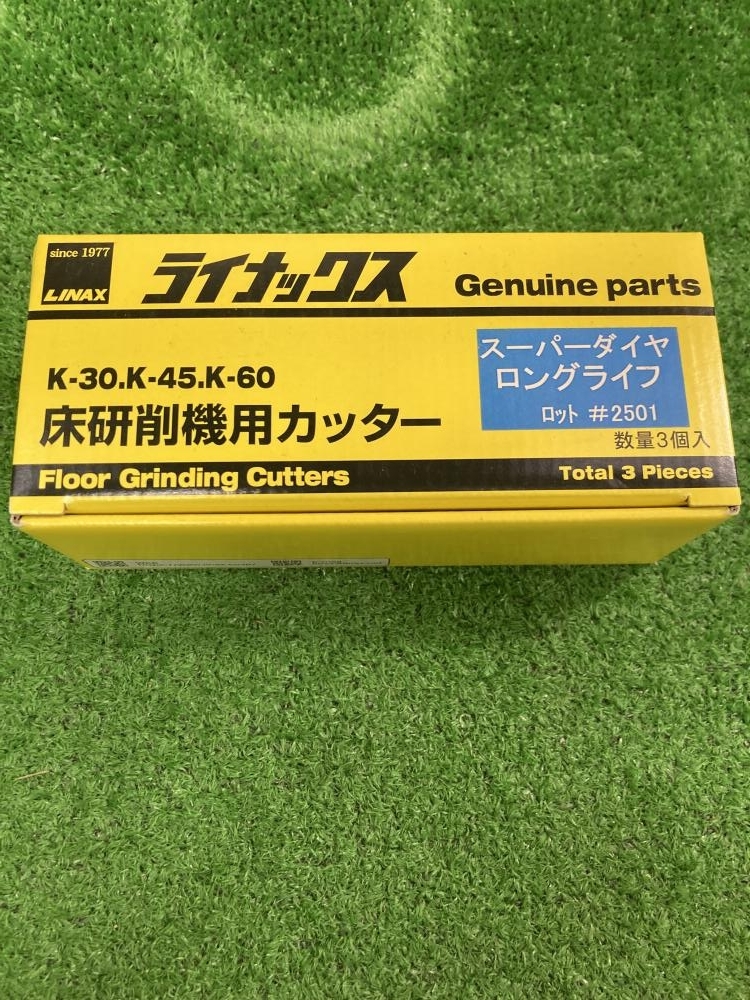 since 1977
LINAX
ライナックス
Genuine parts
K-30.K-45.K-60
床研削機用カッター
スーパーダイヤ
ロングライフ
ロット #2501
数量3個入
Floor Grinding Cutters
Total 3 Pieces